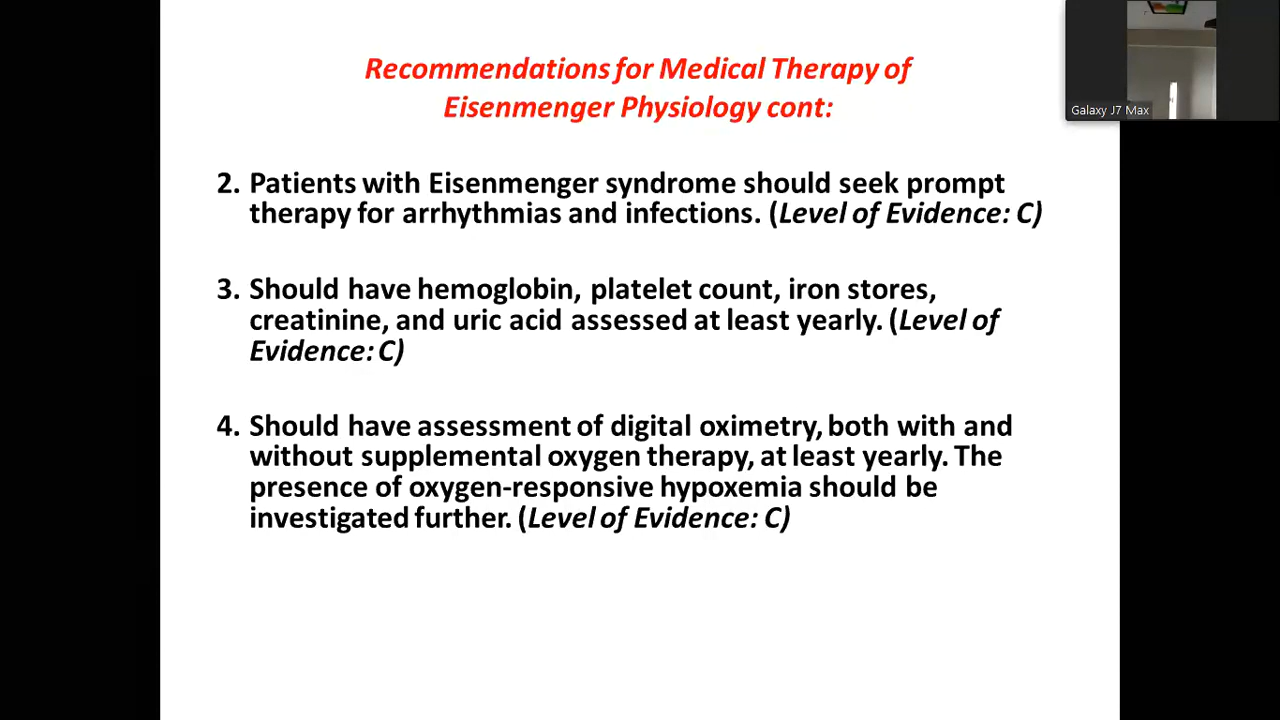 Recommendations for Medical Therapy of
Eisenmenger Physiology cont:
Galaxy J7 Max
2. Patients with Eisenmenger syndrome should seek prompt
therapy for arrhythmias and infections. (Level of Evidence: C)
3. Should have hemoglobin, platelet count, iron stores,
creatinine, and uric acid assessed at least yearly. (Level of
Evidence: C)
4. Should have assessment of digital oximetry, both with and
without supplemental oxygen therapy, at least yearly. The
presence of oxygen-responsive hypoxemia should be
investigated further. (Level of Evidence: C)